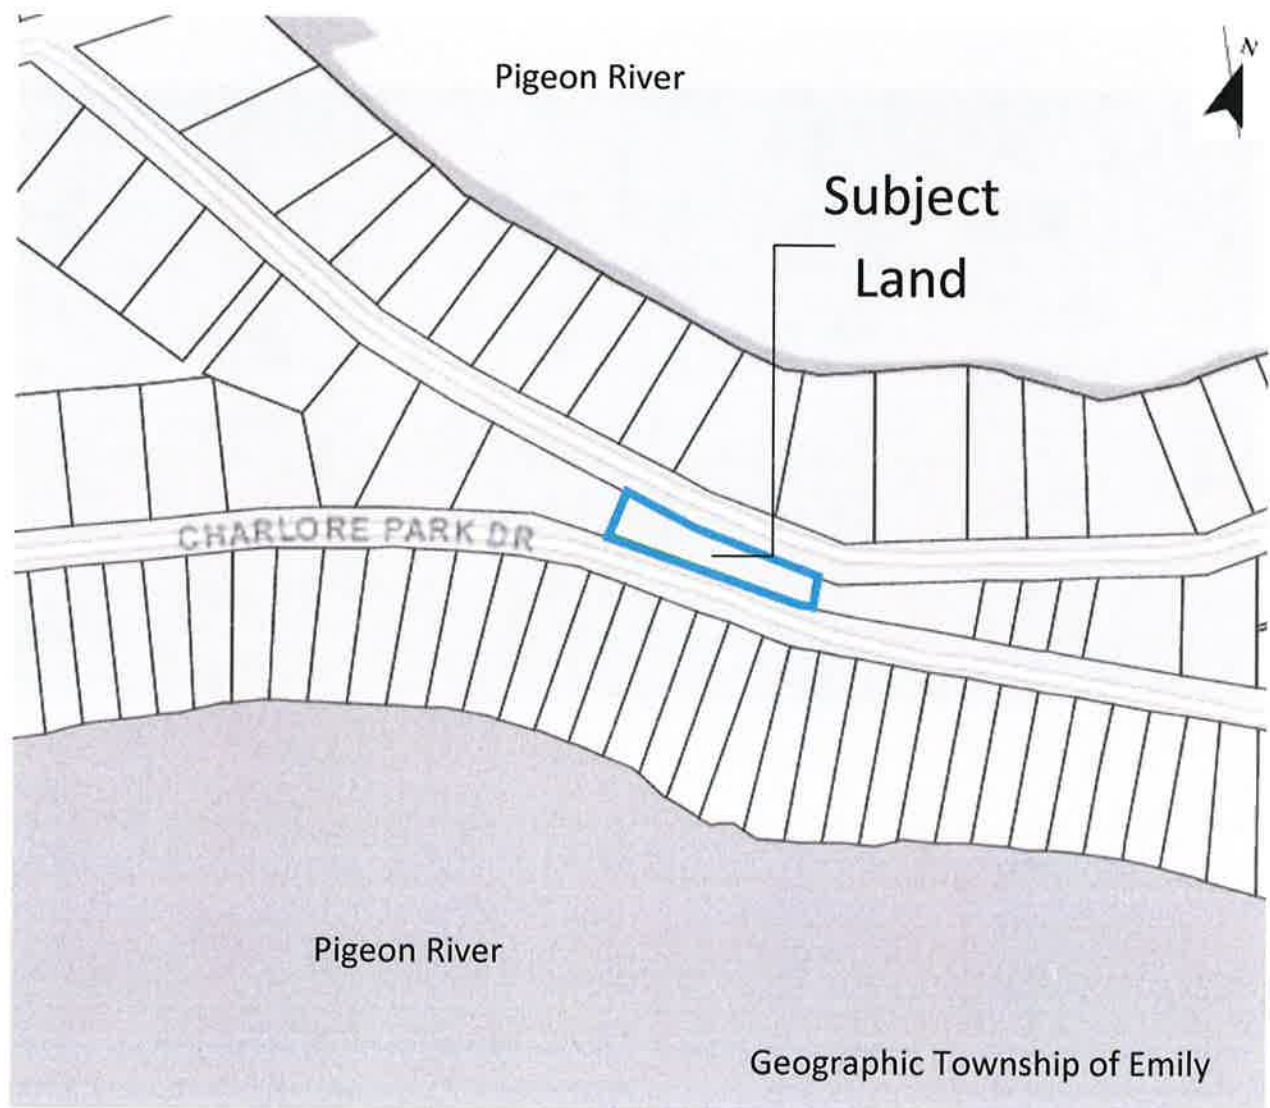 N
Pigeon River
Subject
Land
CHARLORE PARK DR
Pigeon River
Geographic Township of Emily